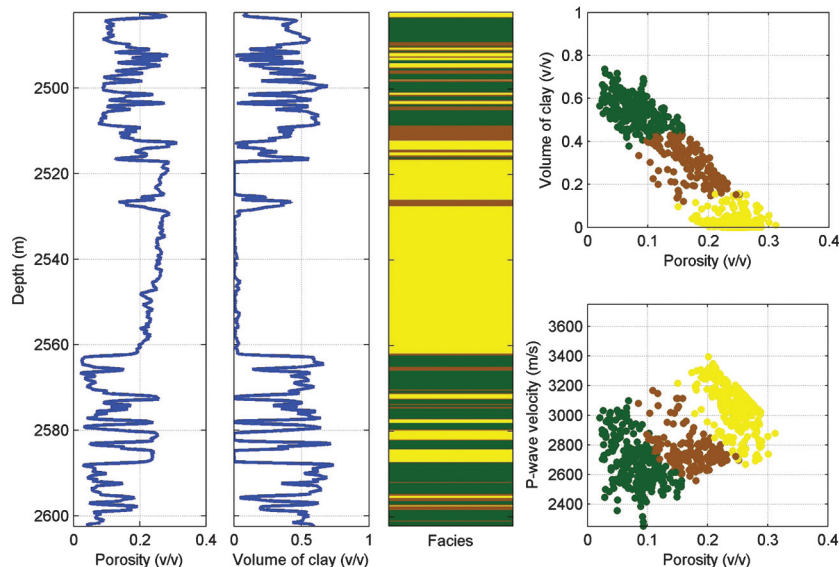 Depth (m)
2500
2520
2540
2560
2580
2600
0 0.2 0.4
Porosity (v/v)
0 0.5 1
Volume of clay (v/v)
Facies
Volume of clay (v/v)
1
0.8
0.6
0.4
0.2
0
0 0.1 0.2 0.3 0.4
Porosity (v/v)
P-wave velocity (m/s)
3600
3400
3200
3000
2800
2600
2400
0 0.1 0.2 0.3 0.4
Porosity (v/v)